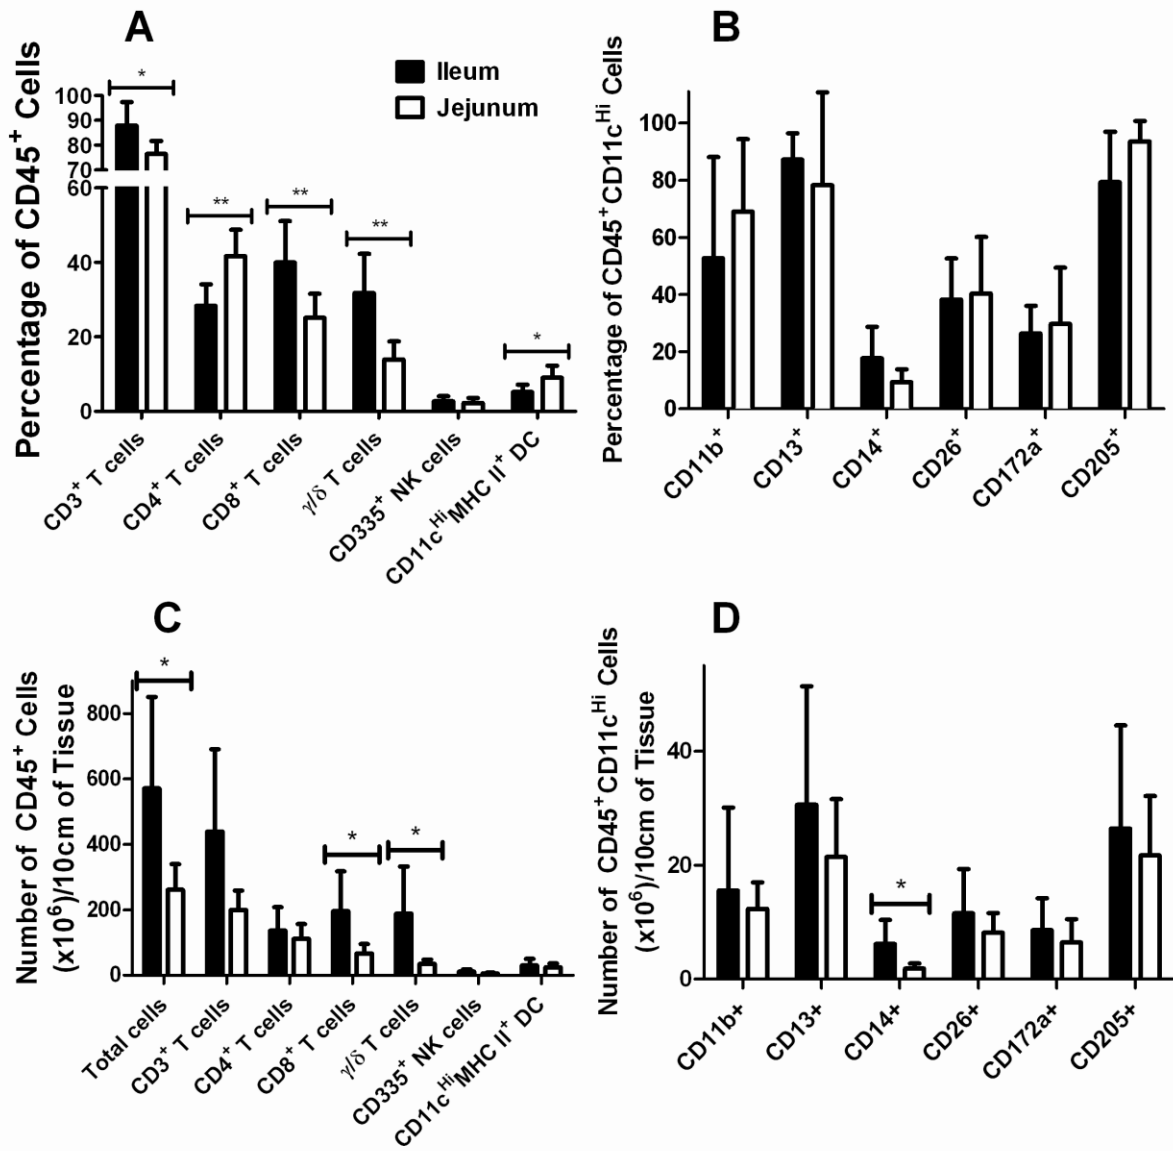 A
Percentage of CD45⁺ Cells
Ileum
Jejunum
100
90
80
70
60
40
20
0
*
**
**
**
*
CD3⁺ T cells
CD4⁺ T cells
CD8⁺ T cells
γ/δ T cells
CD335⁺ NK cells
CD11cᴴⁱMHC II⁺ DC
B
Percentage of CD45⁺CD11cᴴⁱ Cells
100
80
60
40
20
0
CD11b⁺
CD13⁺
CD14⁺
CD26⁺
CD172a⁺
CD205⁺
C
Number of CD45⁺ Cells
(x10⁶)/10cm of Tissue
800
600
400
200
0
*
*
*
Total cells
CD3⁺ T cells
CD4⁺ T cells
CD8⁺ T cells
γ/δ T cells
CD335⁺ NK cells
CD11cᴴⁱMHC II⁺ DC
D
Number of CD45⁺CD11cᴴⁱ Cells
(x10⁶)/10cm of Tissue
40
20
0
*
CD11b+
CD13+
CD14+
CD26+
CD172a+
CD205+